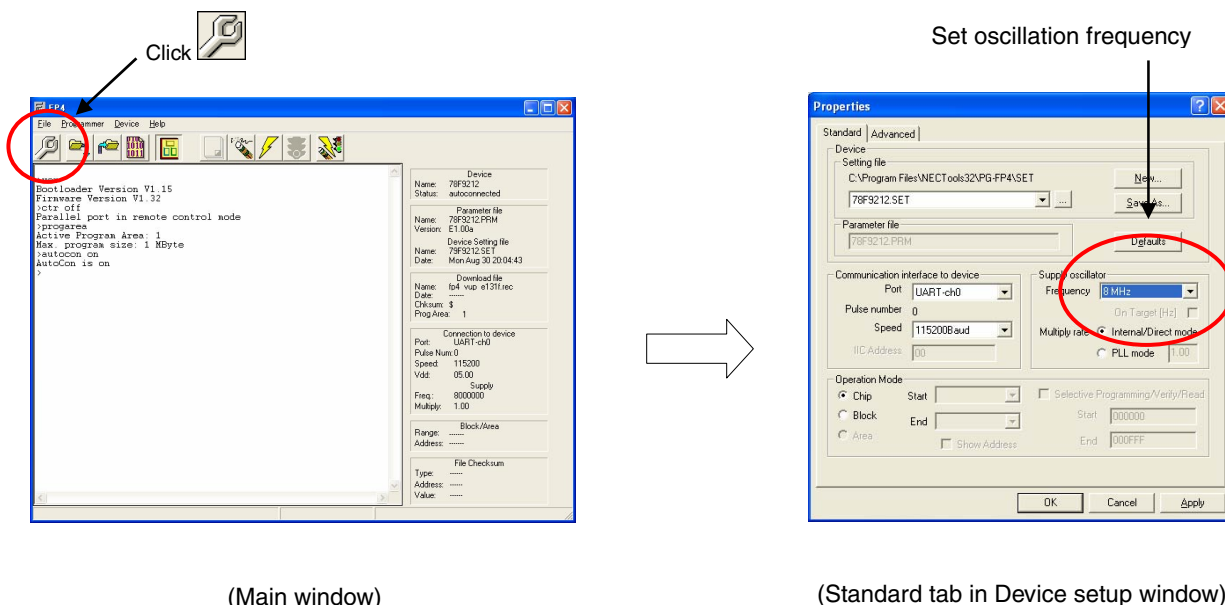 Click
Set oscillation frequency
FP4
File Programmer Device Help
Bootloader Version V1.15
Firmware Version V1.32
>ctr off
Parallel port in remote control mode
>progarea
Active Program Area: 1
Max. program size: 1 MByte
>autocon on
AutoCon is on
>
Device
Name: 78F9212
Status: autoconnected
Parameter file
Name: 78F9212.PRM
Version: E1.00a
Device Setting file
Name: 79F9212.SET
Date: Mon Aug 30 20:04:43
Download file
Name: fp4 vup e131f.rec
Date: ------
Chksum: $
Prog Area: 1
Connection to device
Port: UART-ch0
Pulse Num: 0
Speed: 115200
Vdd: 05.00
Supply
Freq.: 8000000
Multiply: 1.00
Block/Area
Range: ------
Address: ------
File Checksum
Type: ------
Address: ------
Value: ------
Properties
Standard Advanced
Device
Setting file
C:\Program Files\NECTools32\PG-FP4\SET
New...
78F9212.SET
...
Save As...
Parameter file
78F9212.PRM
Defaults
Communication interface to device
Port UART-ch0
Pulse number 0
Speed 115200Baud
IIC Address 00
Supply oscillator
Frequency 8 MHz
On Target [Hz]
Multiply rate Internal/Direct mode
PLL mode 1.00
Operation Mode
Chip Start
Block
End
Area
Show Address
Selective Programming/Verify/Read
Start 000000
End 000FFF
OK Cancel Apply
(Main window)
(Standard tab in Device setup window)